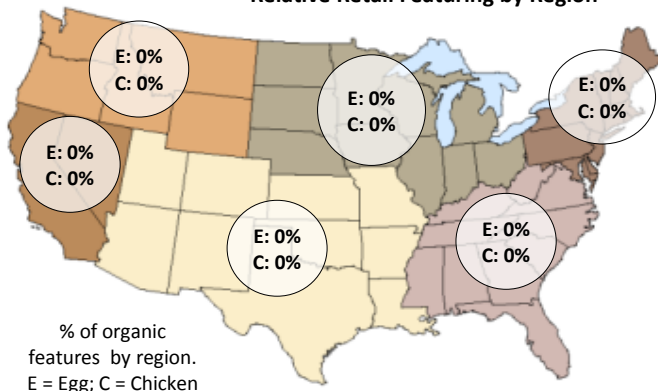 Relative Retail Featuring by Region
E: 0%
C: 0%
E: 0%
C: 0%
E: 0%
C: 0%
E: 0%
C: 0%
E: 0%
C: 0%
E: 0%
C: 0%
% of organic
features by region.
E = Egg; C = Chicken